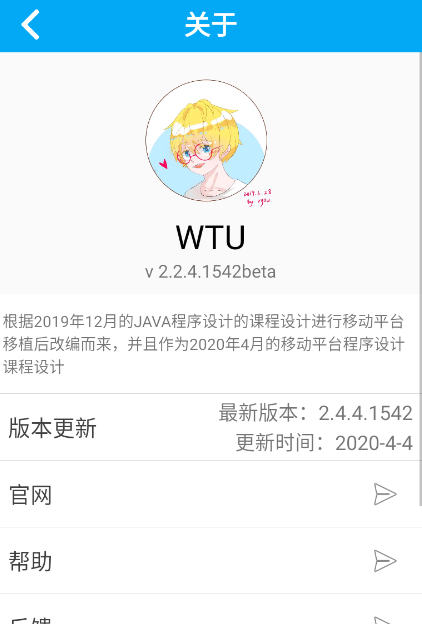 关于
WTU
v 2.2.4.1542beta
根据2019年12月的JAVA程序设计的课程设计进行移动平台
移植后改编而来，并且作为2020年4月的移动平台程序设计
课程设计
版本更新
最新版本：2.4.4.1542
更新时间：2020-4-4
官网
帮助
反馈